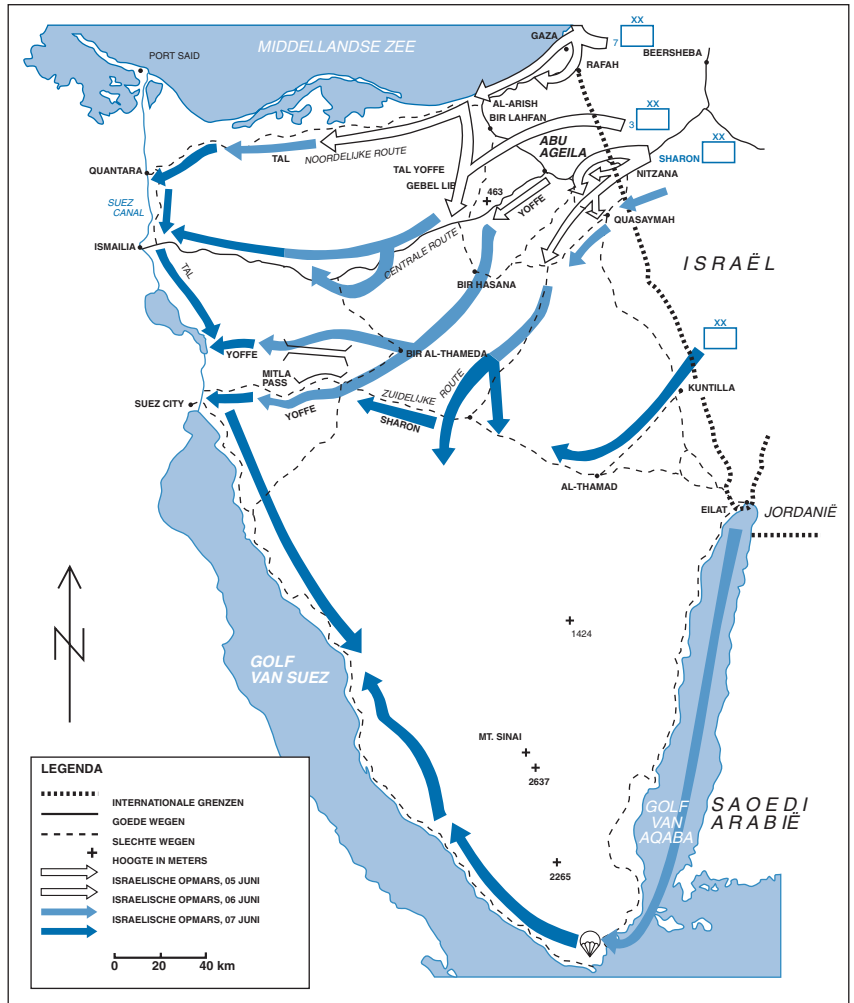 XX
GAZA
7
MIDDELLANDSE ZEE
BEERSHEBA
PORT SAID
RAFAH
XX
AL-ARISH
BIR LAHFAN
3
XX
ABU
AGEILA
SHARON
TAL
NOORDELIJKE ROUTE
TAL YOFFE
NITZANA
QUANTARA
GEBEL LIB
463
YOFFE
SUEZ
CANAL
QUASAYMAH
ISMAILIA
CENTRALE ROUTE
ISRAËL
TAL
BIR HASANA
XX
YOFFE
BIR AL-THAMEDA
MITLA
PASS
KUNTILLA
SUEZ CITY
ZUIDELIJKE
ROUTE
YOFFE
SHARON
AL-THAMAD
EILAT
JORDANIË
N
1424
GOLF
VAN SUEZ
MT. SINAI
2637
LEGENDA
INTERNATIONALE GRENZEN
GOEDE WEGEN
SLECHTE WEGEN
HOOGTE IN METERS
ISRAELISCHE OPMARS, 05 JUNI
ISRAELISCHE OPMARS, 06 JUNI
ISRAELISCHE OPMARS, 07 JUNI
0 20 40 km
GOLF
VAN
AQABA
SAOEDI
ARABIË
2265